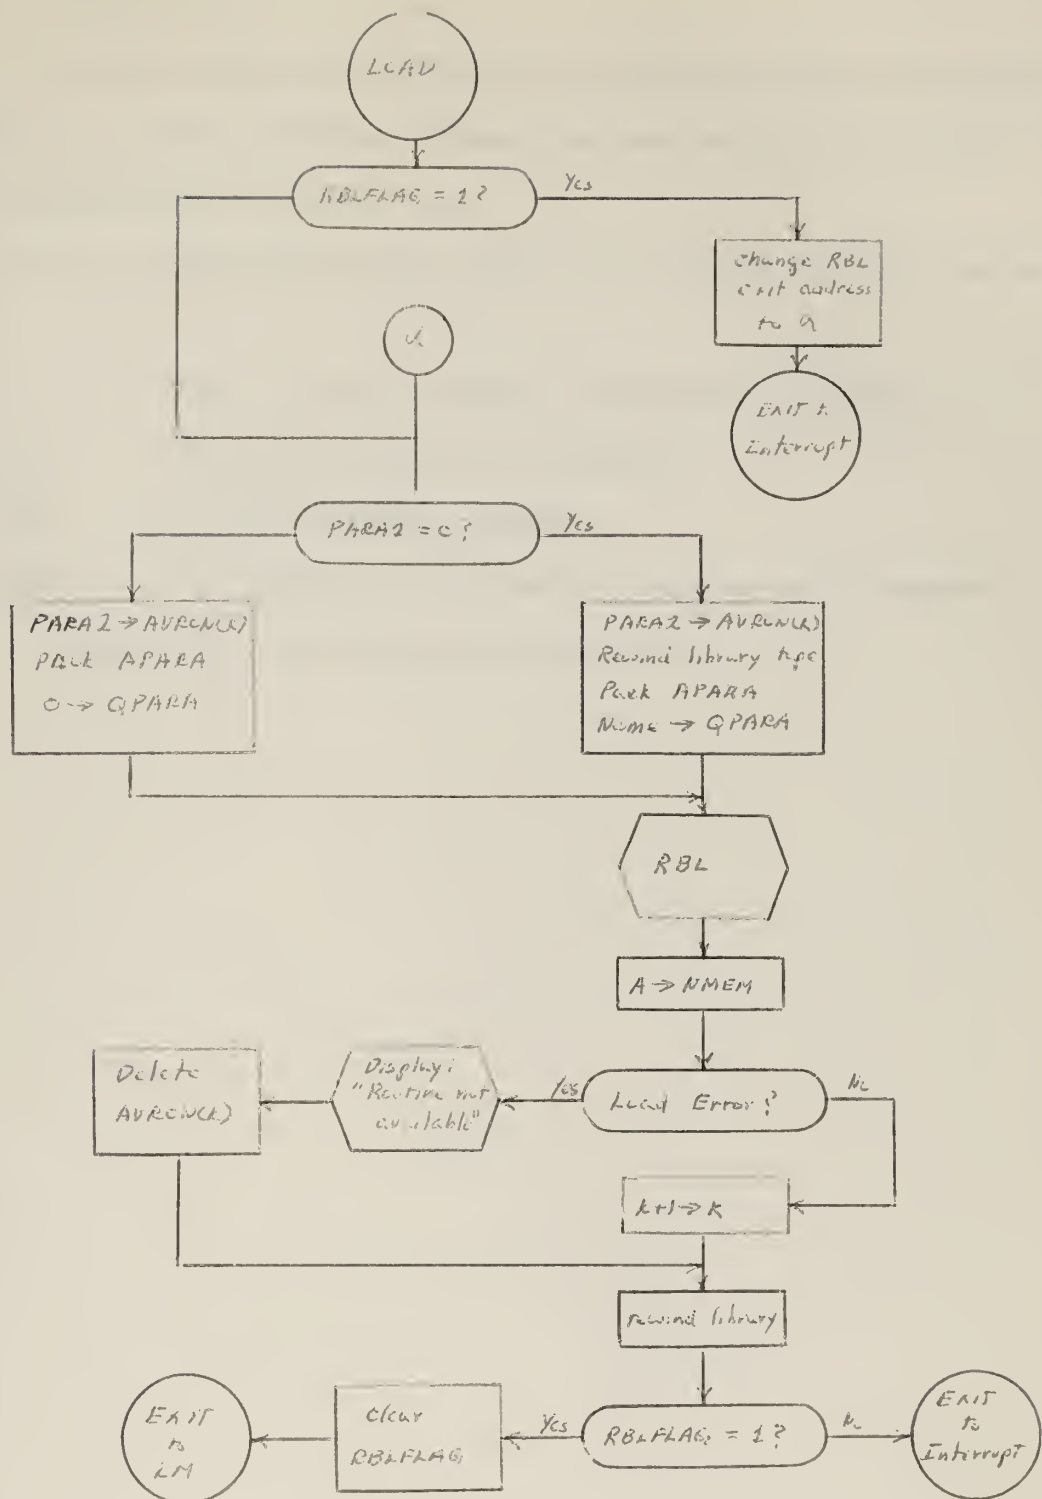 LOAD
RBLFLAG = 1?
Yes
change RBL
exit address
to a
a
EXIT to
Interrupt
PARA2 = 0?
Yes
PARA2 → AVRCN(k)
Pack APARA
0 → QPARA
PARA2 → AVRCN(k)
Rewind library tape
Pack APARA
Name → QPARA
RBL
A → NMEM
Delete
AVRCN(k)
Display:
"Routine not
available"
Yes
Load Error?
No
k+1 → k
rewind library
EXIT
to
LM
clear
RBLFLAG
Yes
RBLFLAG = 1?
No
EXIT
to
Interrupt